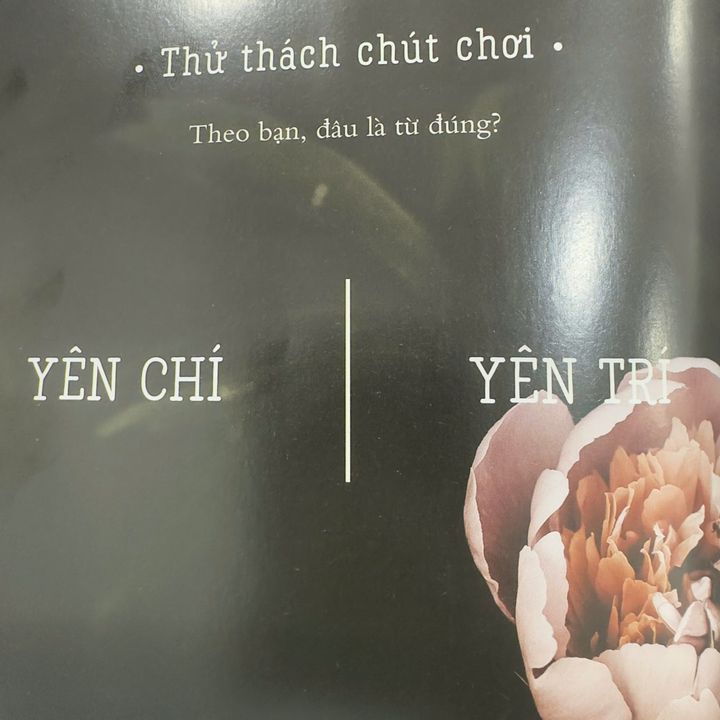 • Thử thách chút chơi •
Theo bạn, đâu là từ đúng?
YÊN CHÍ
YÊN TRÍ